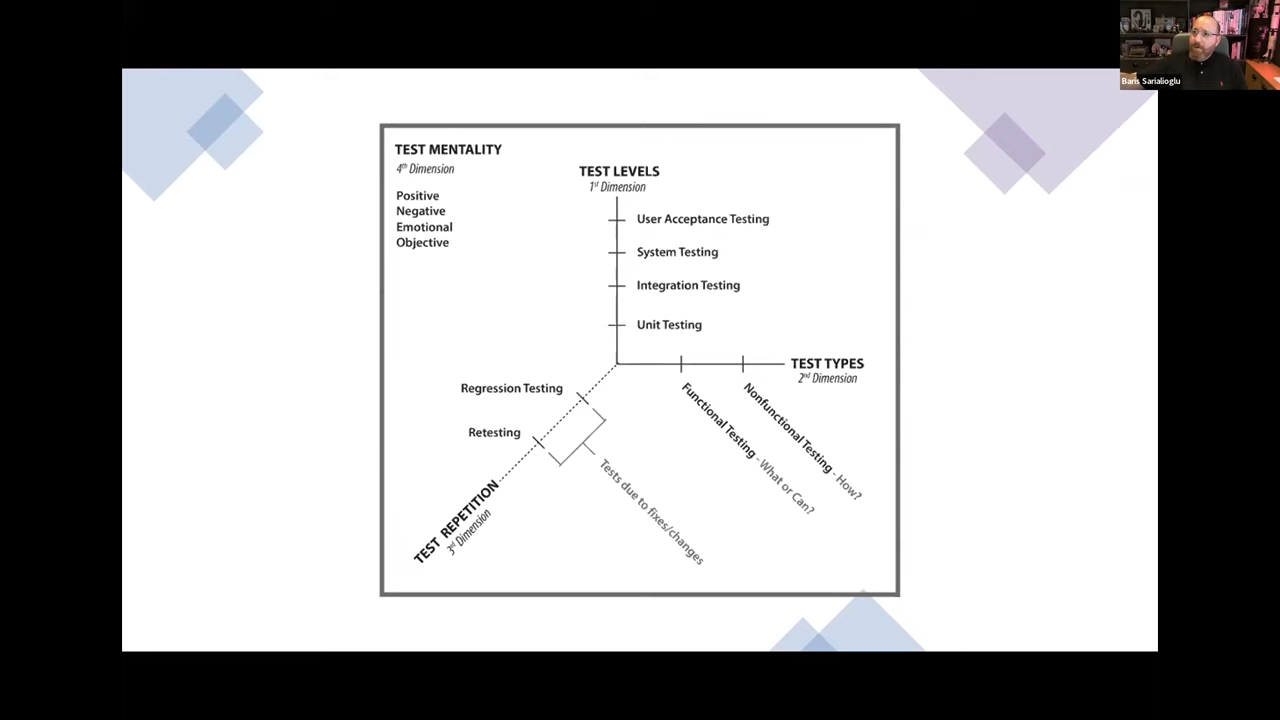 Baris Sarialioglu
TEST MENTALITY
4th Dimension
Positive
Negative
Emotional
Objective
TEST LEVELS
1st Dimension
User Acceptance Testing
System Testing
Integration Testing
Unit Testing
TEST TYPES
2nd Dimension
Functional Testing - What or Can?
Nonfunctional Testing - How?
Regression Testing
Retesting
Tests due to fixes/changes
TEST REPETITION
3rd Dimension